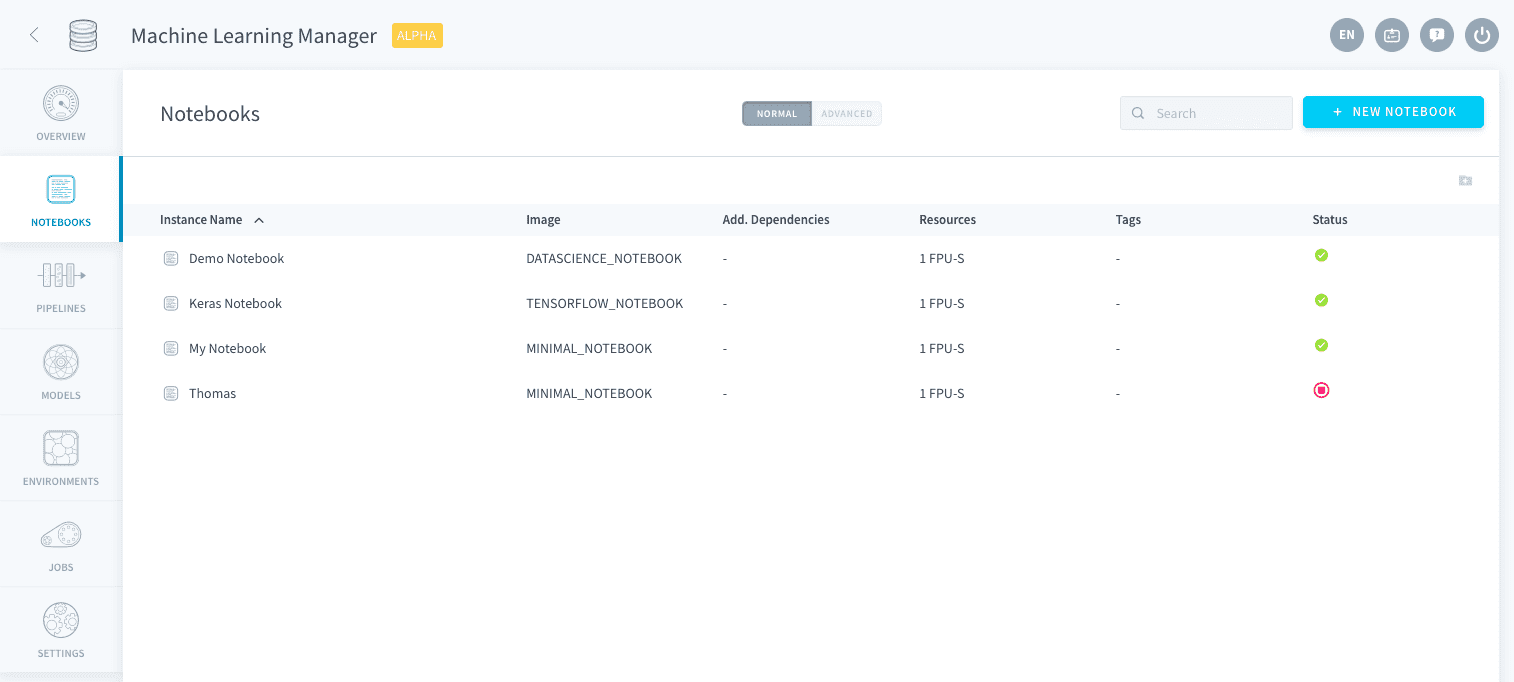 Machine Learning Manager ALPHA EN
OVERVIEW
NOTEBOOKS
PIPELINES
MODELS
ENVIRONMENTS
JOBS
SETTINGS
Notebooks NORMAL ADVANCED Search + NEW NOTEBOOK
Instance Name Image Add. Dependencies Resources Tags Status
Demo Notebook DATASCIENCE_NOTEBOOK - 1 FPU-S -
Keras Notebook TENSORFLOW_NOTEBOOK - 1 FPU-S -
My Notebook MINIMAL_NOTEBOOK - 1 FPU-S -
Thomas MINIMAL_NOTEBOOK - 1 FPU-S -